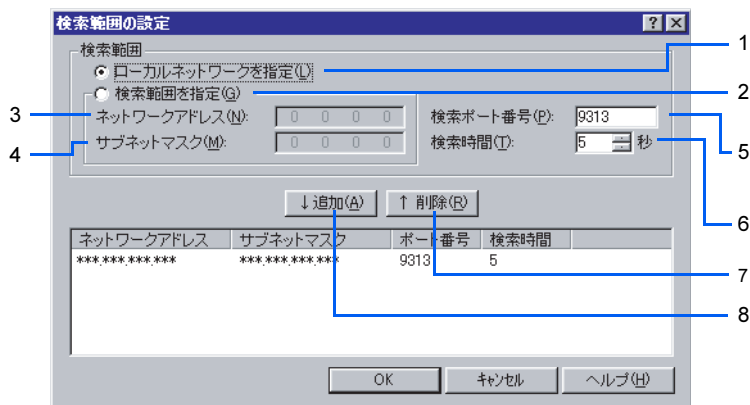 検索範囲の設定
1
検索範囲
ローカルネットワークを指定(L)
2
検索範囲を指定(G)
3
ネットワークアドレス(N): 0 0 0 0
検索ポート番号(P): 9313
4
サブネットマスク(M): 0 0 0 0
検索時間(T): 5 秒
5
6
↓追加(A) ↑削除(R)
ネットワークアドレス サブネットマスク ポート番号 検索時間
***.***.***.*** ***.***.***.*** 9313 5
7
8
OK キャンセル ヘルプ(H)